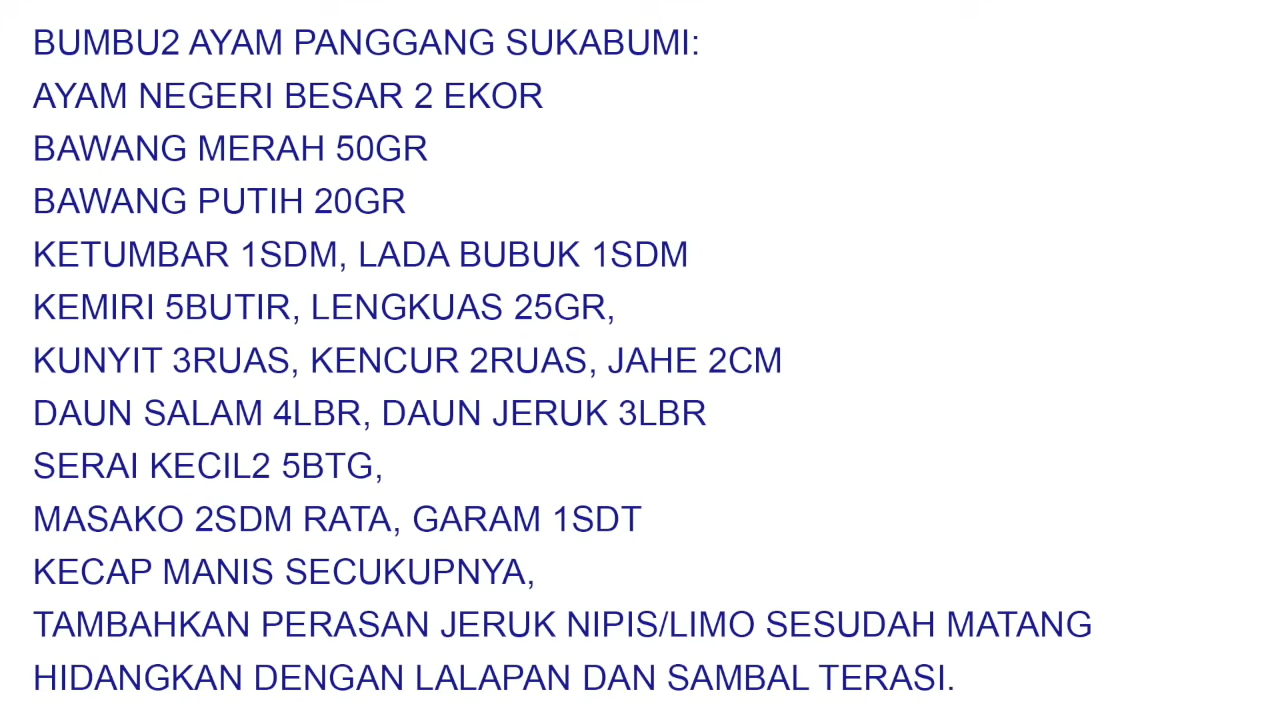 BUMBU2 AYAM PANGGANG SUKABUMI:
AYAM NEGERI BESAR 2 EKOR
BAWANG MERAH 50GR
BAWANG PUTIH 20GR
KETUMBAR 1SDM, LADA BUBUK 1SDM
KEMIRI 5BUTIR, LENGKUAS 25GR,
KUNYIT 3RUAS, KENCUR 2RUAS, JAHE 2CM
DAUN SALAM 4LBR, DAUN JERUK 3LBR
SERAI KECIL2 5BTG,
MASAKO 2SDM RATA, GARAM 1SDT
KECAP MANIS SECUKUPNYA,
TAMBAHKAN PERASAN JERUK NIPIS/LIMO SESUDAH MATANG
HIDANGKAN DENGAN LALAPAN DAN SAMBAL TERASI.